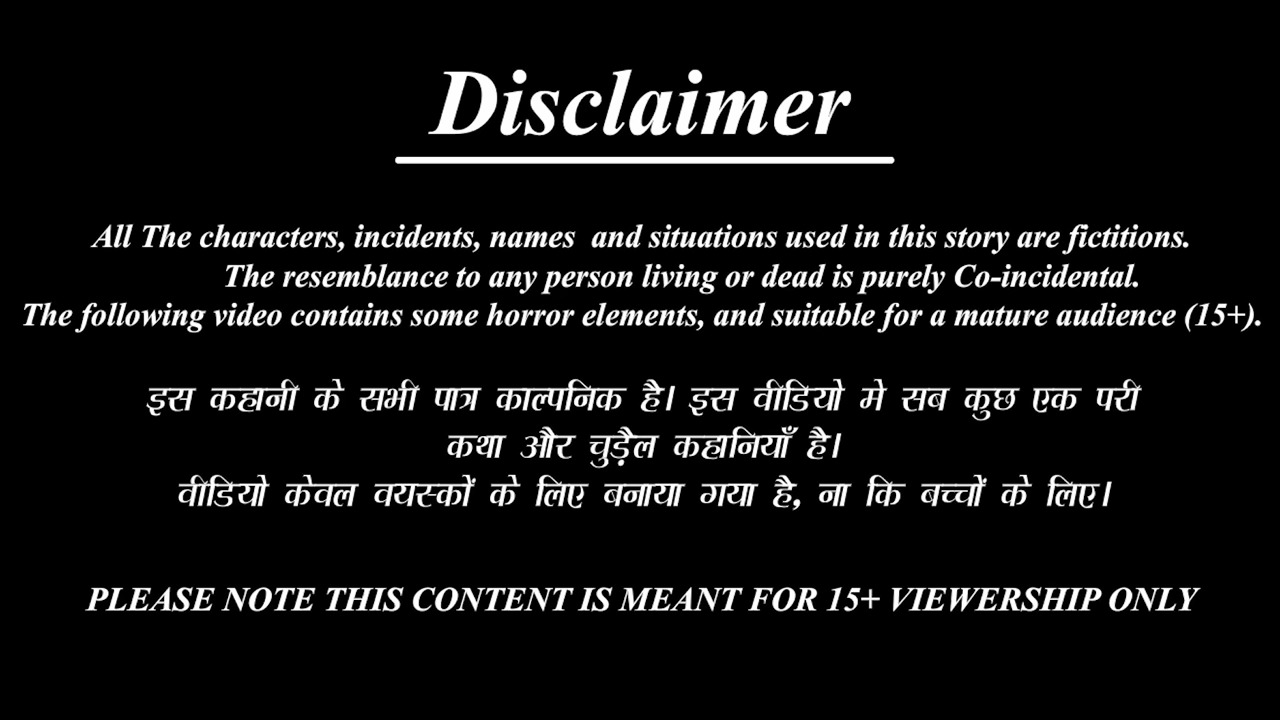 Disclaimer
All The characters, incidents, names and situations used in this story are fictitions.
The resemblance to any person living or dead is purely Co-incidental.
The following video contains some horror elements, and suitable for a mature audience (15+).
इस कहानी के सभी पात्र काल्पनिक है। इस वीडियो मे सब कुछ एक परी
कथा और चुड़ैल कहानियाँ है।
वीडियो केवल वयस्कों के लिए बनाया गया है, ना कि बच्चों के लिए।
PLEASE NOTE THIS CONTENT IS MEANT FOR 15+ VIEWERSHIP ONLY